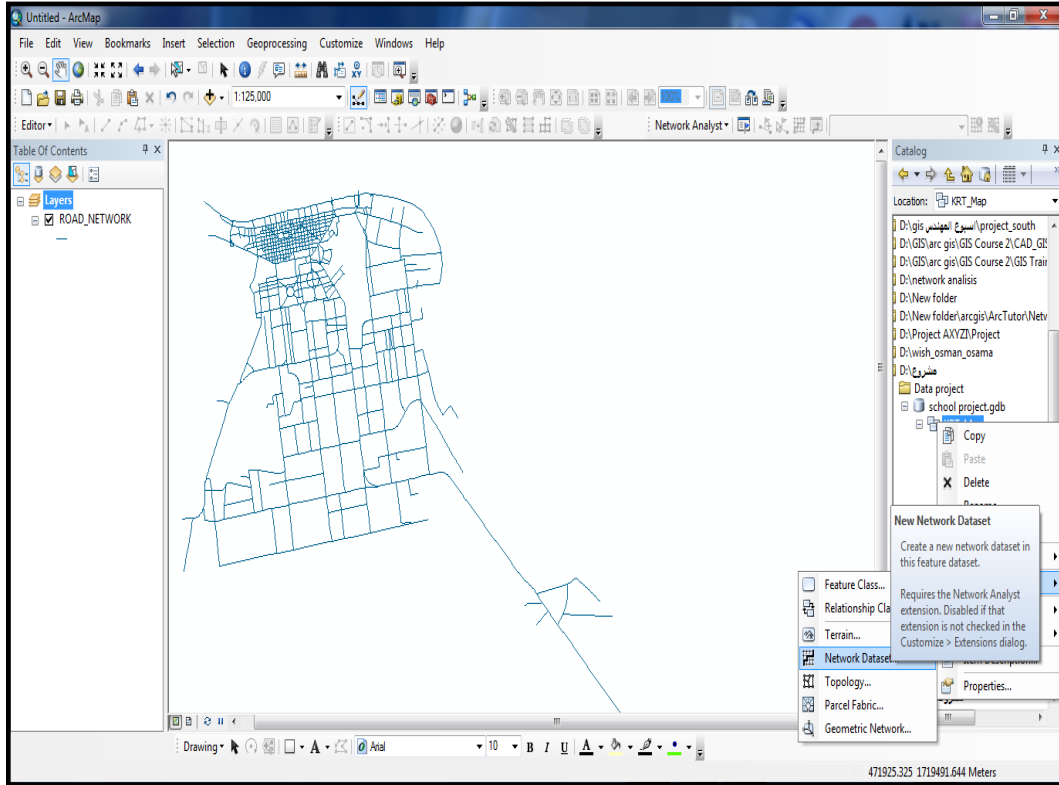 Untitled - ArcMap
File Edit View Bookmarks Insert Selection Geoprocessing Customize Windows Help
1:125,000
100%
Editor
Network Analyst
Table Of Contents
Layers
ROAD_NETWORK
Catalog
Location: KRT_Map
D:\gis اسبوع المهندس\project_south
D:\GIS\arc gis\GIS Course 2\CAD_GIS
D:\GIS\arc gis\GIS Course 2\GIS Train
D:\network analisis
D:\New folder
D:\New folder\arcgis\ArcTutor\Netw
D:\Project AXYZI\Project
D:\wish_osman_osama
D:\مشروع
Data project
school project.gdb
Copy
Paste
Delete
New Network Dataset
Create a new network dataset in
this feature dataset.
Requires the Network Analyst
extension. Disabled if that
extension is not checked in the
Customize > Extensions dialog.
Feature Class...
Relationship Cla
Terrain...
Network Dataset...
Topology...
Parcel Fabric...
Geometric Network...
Item Description...
Properties...
Drawing
Arial
10
B I U A
471925.325 1719491.644 Meters